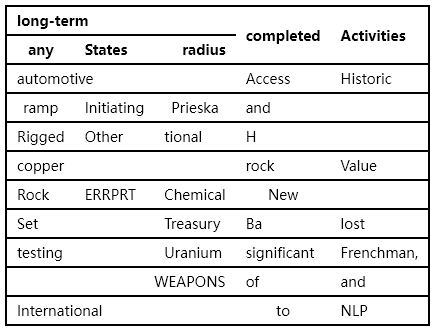 long-term completed Activities
any States radius
automotive Access Historic
ramp Initiating Prieska and
Rigged Other tional H
copper rock Value
Rock ERRPRT Chemical New
Set Treasury Ba lost
testing Uranium significant Frenchman,
WEAPONS of and
International to NLP